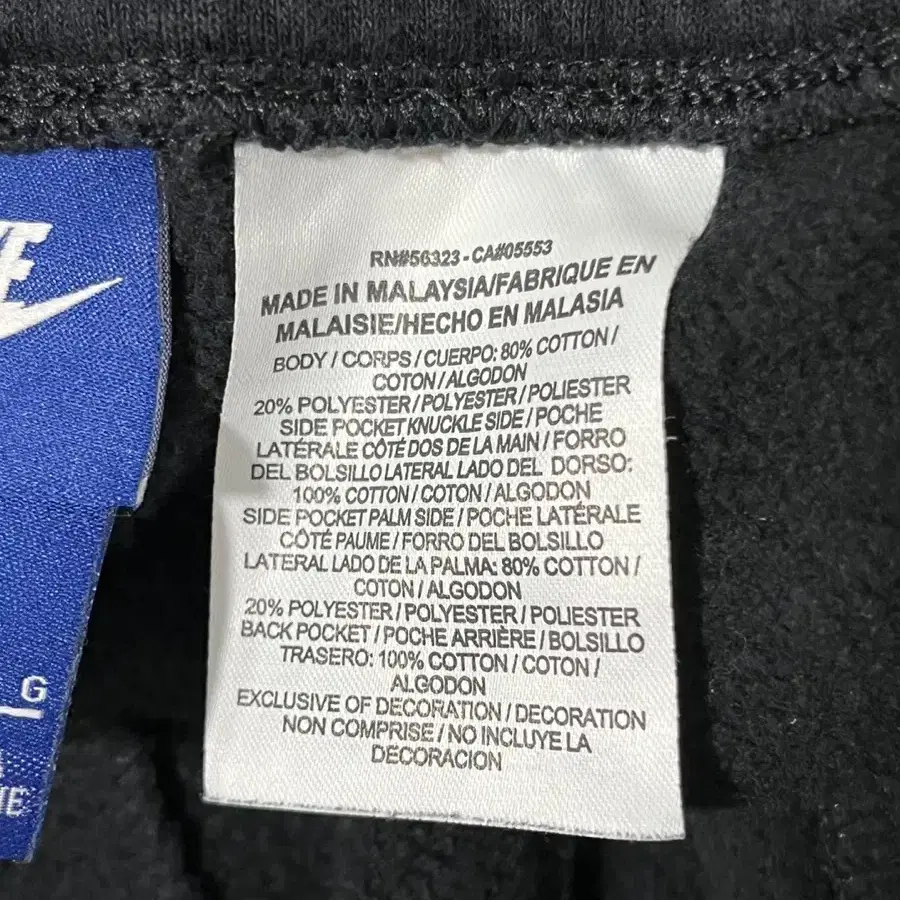 RN#56323 - CA#05553
MADE IN MALAYSIA/FABRIQUE EN
MALAISIE/HECHO EN MALASIA
BODY / CORPS / CUERPO: 80% COTTON /
COTON / ALGODON
20% POLYESTER / POLYESTER / POLIESTER
SIDE POCKET KNUCKLE SIDE / POCHE
LATÉRALE CÔTÉ DOS DE LA MAIN / FORRO
DEL BOLSILLO LATERAL LADO DEL DORSO:
100% COTTON / COTON / ALGODON
SIDE POCKET PALM SIDE / POCHE LATÉRALE
CÔTÉ PAUME / FORRO DEL BOLSILLO
LATERAL LADO DE LA PALMA: 80% COTTON /
COTON / ALGODON
20% POLYESTER / POLYESTER / POLIESTER
BACK POCKET / POCHE ARRIÈRE / BOLSILLO
TRASERO: 100% COTTON / COTON /
ALGODON
EXCLUSIVE OF DECORATION / DECORATION
NON COMPRISE / NO INCLUYE LA
DECORACION
G